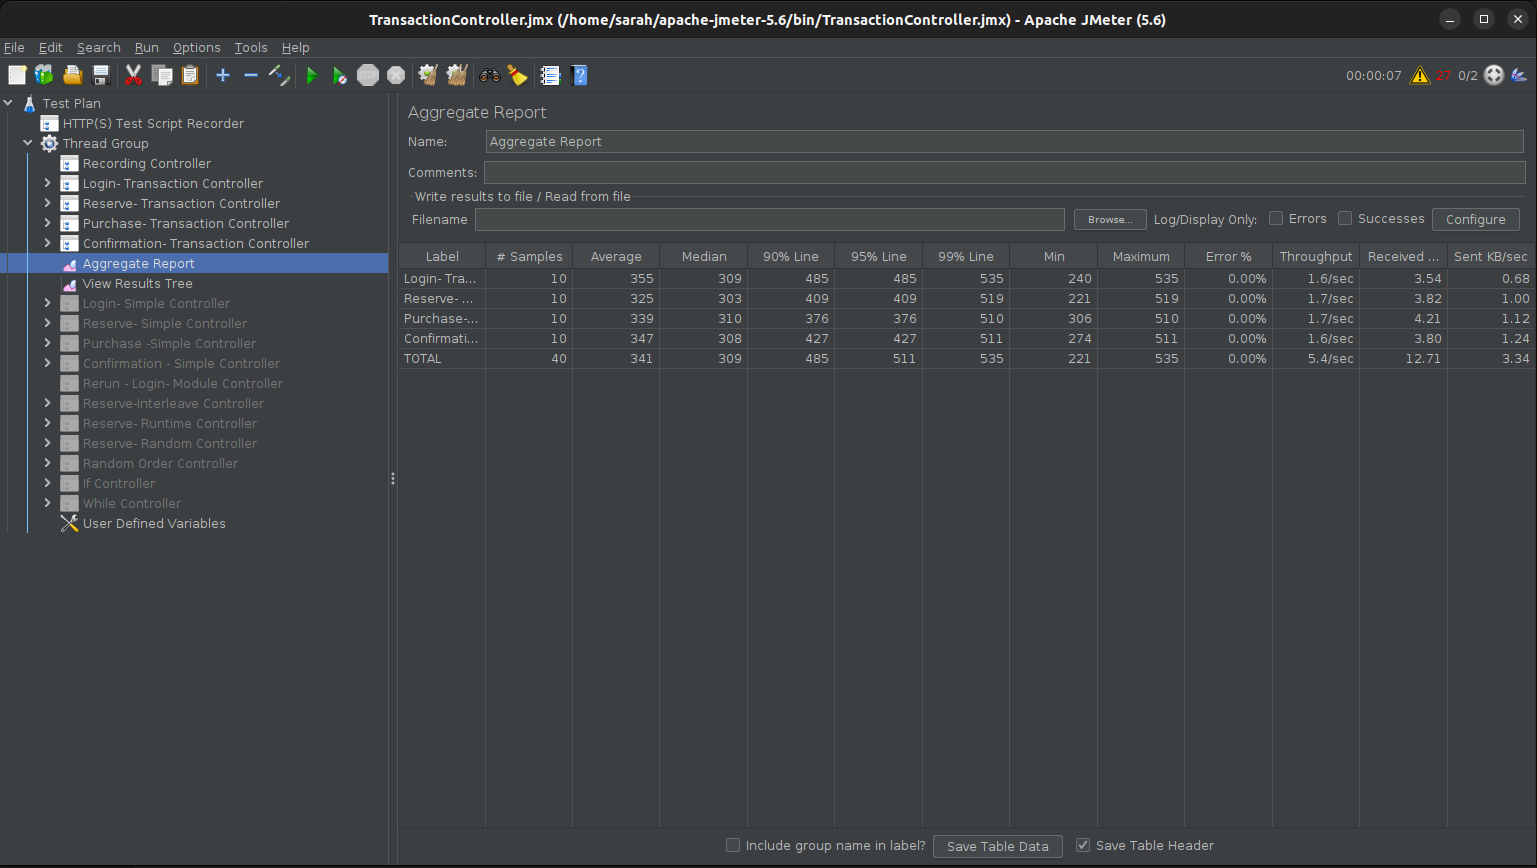 TransactionController.jmx (/home/sarah/apache-jmeter-5.6/bin/TransactionController.jmx) - Apache JMeter (5.6)
File Edit Search Run Options Tools Help
STOP
00:00:07 27 0/2
Test Plan
HTTP(S) Test Script Recorder
Thread Group
Recording Controller
Login- Transaction Controller
Reserve- Transaction Controller
Purchase- Transaction Controller
Confirmation- Transaction Controller
Aggregate Report
View Results Tree
Login- Simple Controller
Reserve- Simple Controller
Purchase -Simple Controller
Confirmation - Simple Controller
Rerun - Login- Module Controller
Reserve-Interleave Controller
Reserve- Runtime Controller
Reserve- Random Controller
Random Order Controller
If Controller
While Controller
User Defined Variables
Aggregate Report
Name: Aggregate Report
Comments:
Write results to file / Read from file
Filename Browse... Log/Display Only: Errors Successes Configure
Label # Samples Average Median 90% Line 95% Line 99% Line Min Maximum Error % Throughput Received ... Sent KB/sec
Login- Tra... 10 355 309 485 485 535 240 535 0.00% 1.6/sec 3.54 0.68
Reserve- ... 10 325 303 409 409 519 221 519 0.00% 1.7/sec 3.82 1.00
Purchase-... 10 339 310 376 376 510 306 510 0.00% 1.7/sec 4.21 1.12
Confirmati... 10 347 308 427 427 511 274 511 0.00% 1.6/sec 3.80 1.24
TOTAL 40 341 309 485 511 535 221 535 0.00% 5.4/sec 12.71 3.34
Include group name in label? Save Table Data Save Table Header